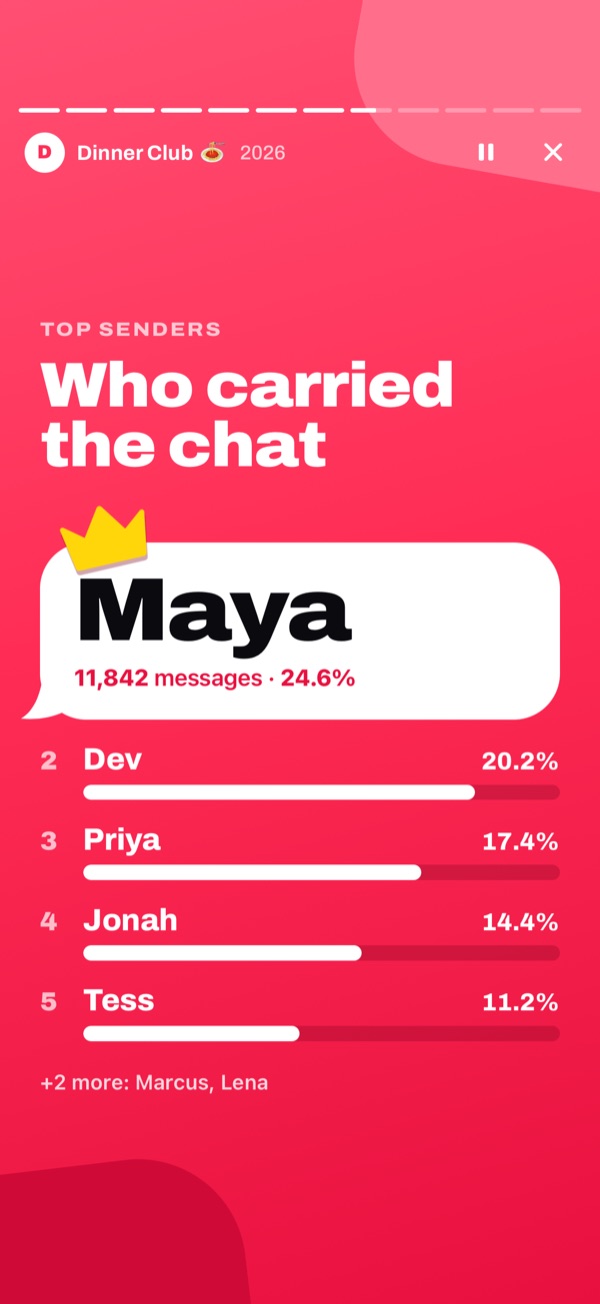 D Dinner Club 🍝 2026
TOP SENDERS
Who carried
the chat
Maya
11,842 messages · 24.6%
2 Dev 20.2%
3 Priya 17.4%
4 Jonah 14.4%
5 Tess 11.2%
+2 more: Marcus, Lena